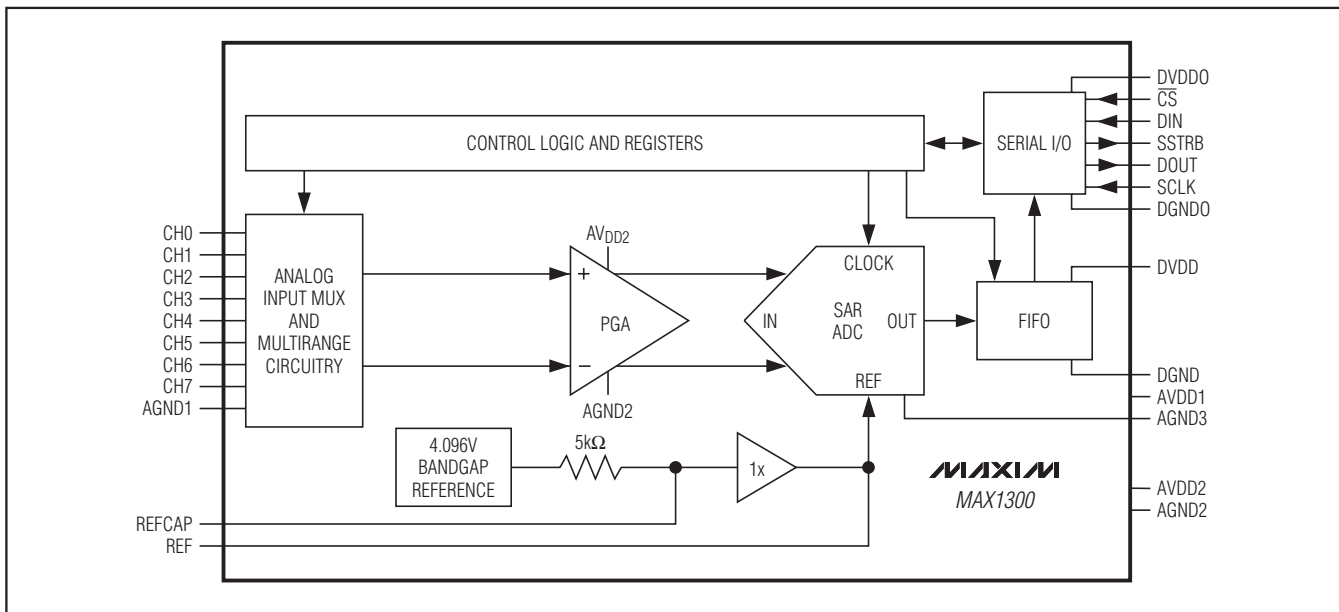 DVDDO
CS
DIN
SSTRB
DOUT
SCLK
DGNDO
SERIAL I/O
CONTROL LOGIC AND REGISTERS
CH0
CH1
CH2
CH3
CH4
CH5
CH6
CH7
AGND1
ANALOG
INPUT MUX
AND
MULTIRANGE
CIRCUITRY
AVDD2
+
PGA
−
AGND2
CLOCK
IN
SAR
ADC
OUT
REF
FIFO
DVDD
DGND
AVDD1
AGND3
4.096V
BANDGAP
REFERENCE
5kΩ
1x
MAXIM
MAX1300
AVDD2
AGND2
REFCAP
REF